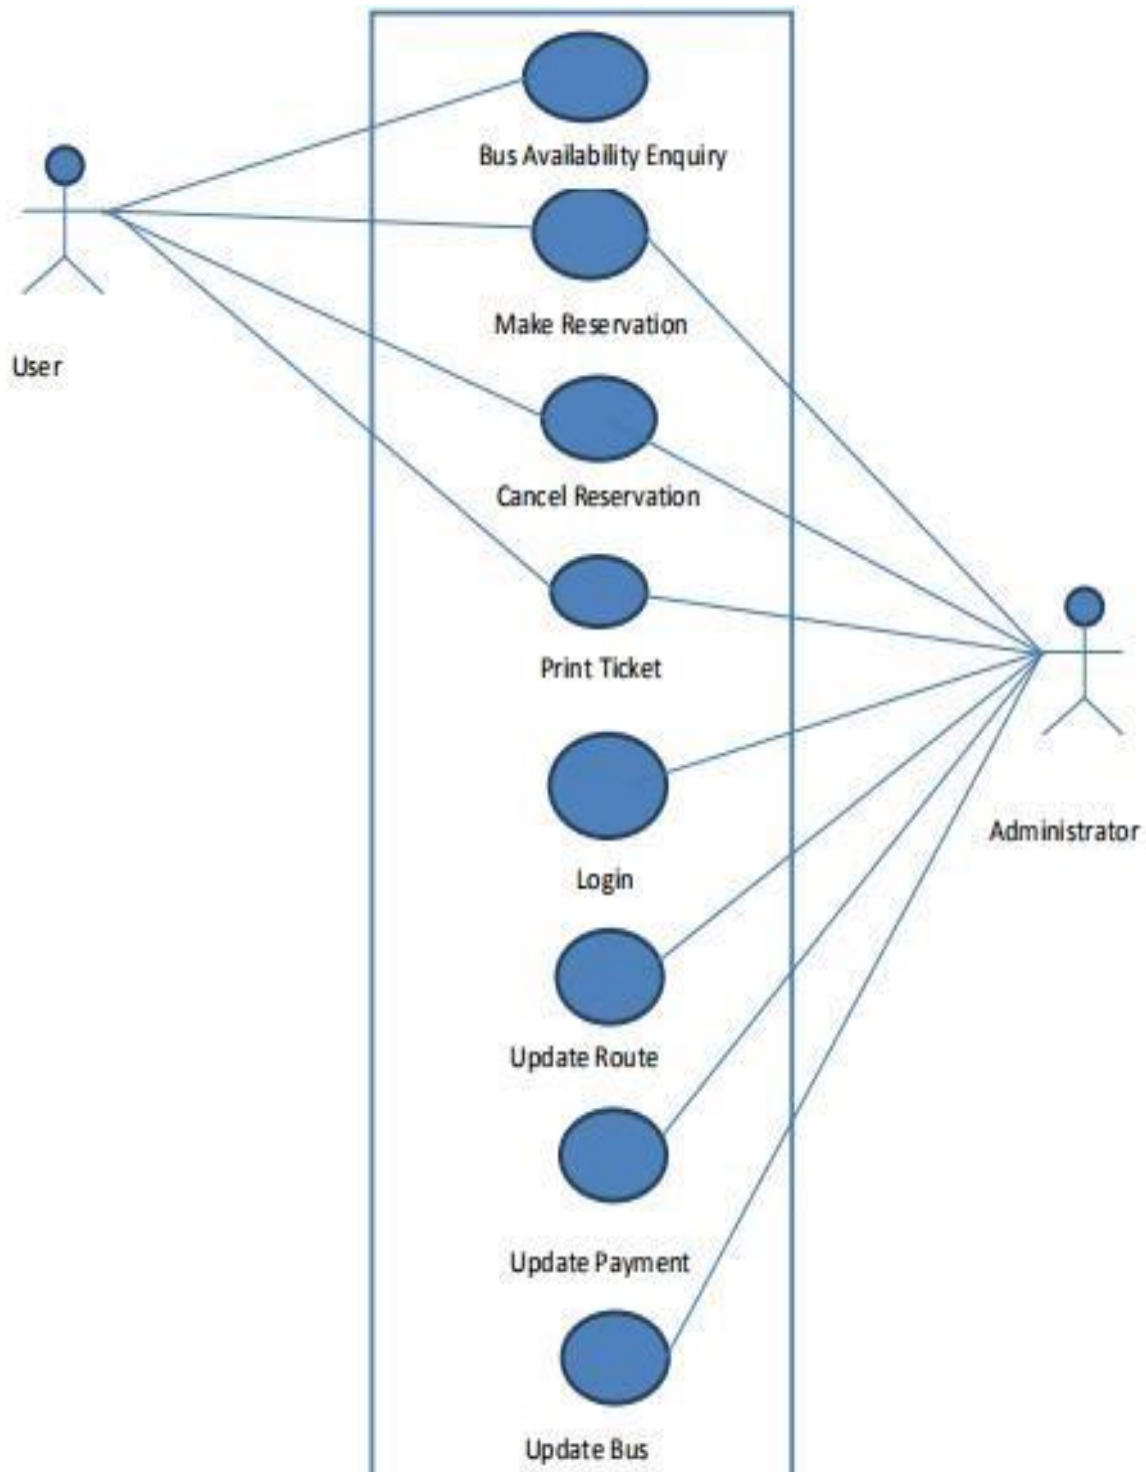 Bus Availability Enquiry
Make Reservation
User
Cancel Reservation
Print Ticket
Administrator
Login
Update Route
Update Payment
Update Bus